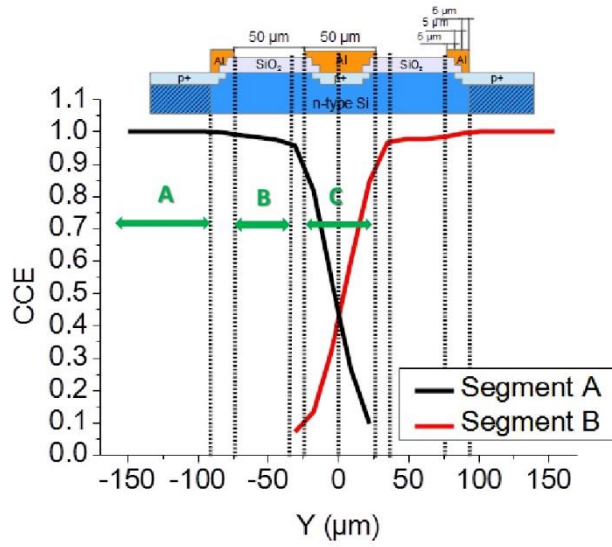 5 μm
5 μm
5 μm
50 μm
50 μm
Al
Al
Al
SiO₂
SiO₂
p+
p+
n-type Si
1.1
1.0
0.9
0.8
0.7
0.6
0.5
0.4
0.3
0.2
0.1
0.0
CCE
A
B
C
Segment A
Segment B
-150
-100
-50
0
50
100
150
Y (μm)